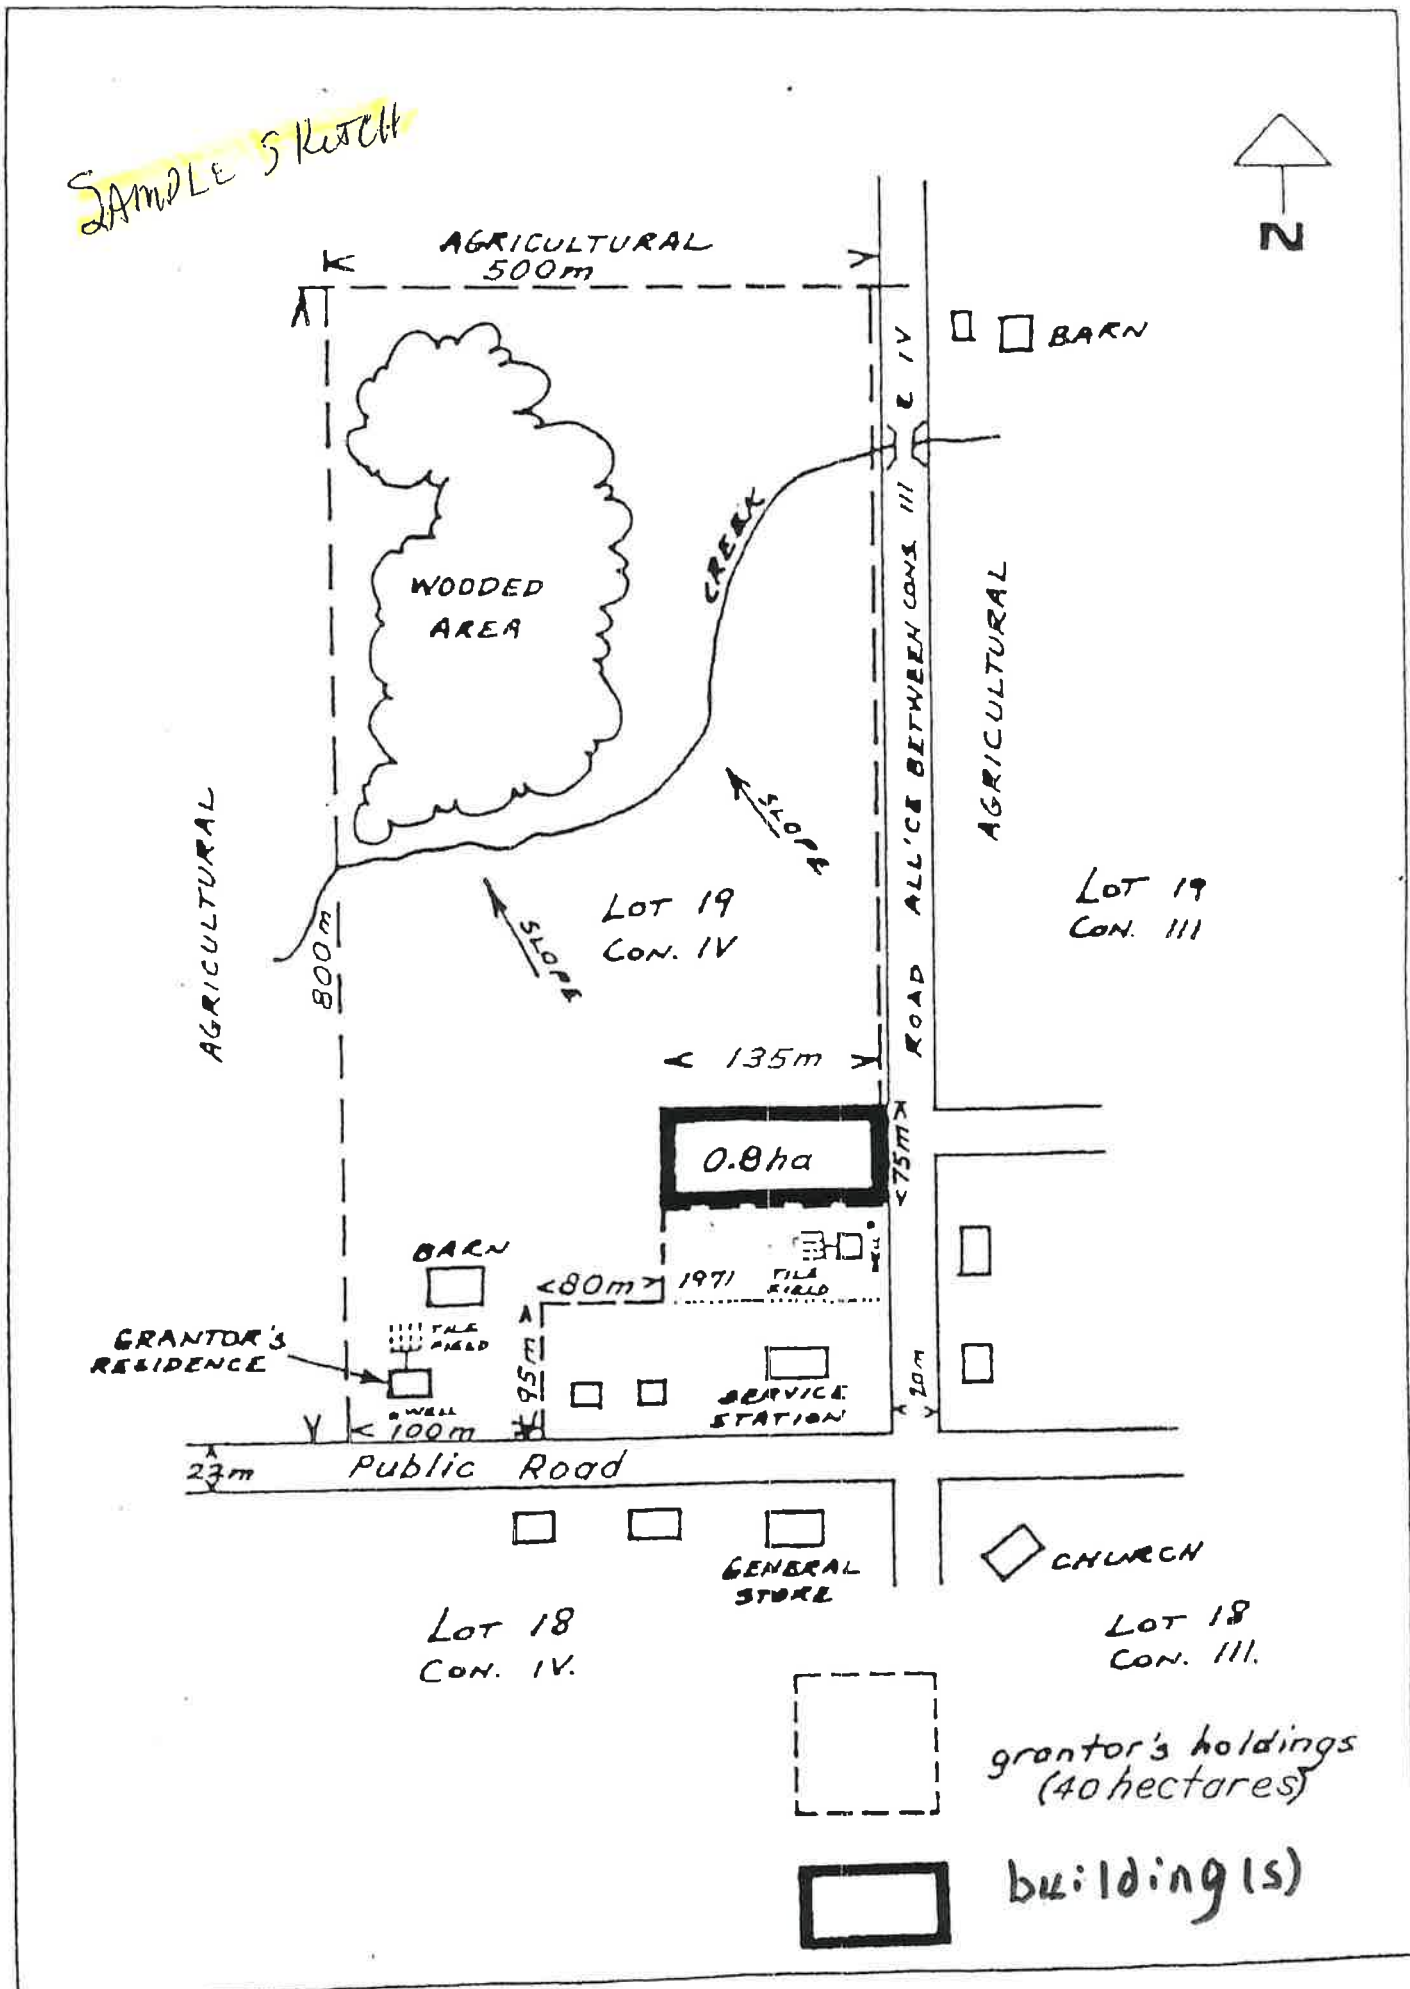 SAMPLE SKETCH
N
AGRICULTURAL
500m
BARN
ROAD ALL'CE BETWEEN CONS III & IV
CREEK
WOODED
AREA
AGRICULTURAL
AGRICULTURAL
SLOPE
SLOPE
800m
LOT 19
CON. IV
LOT 19
CON. III
135m
0.8ha
75m
BARN
80m
1971
TILE
FIELD
WELL
GRANTOR'S
RESIDENCE
TILE
FIELD
95m
SERVICE
STATION
20m
WELL
100m
23m
Public Road
GENERAL
STORE
CHURCH
LOT 18
CON. IV.
LOT 18
CON. III.
grantor's holdings
(40 hectares)
building(s)